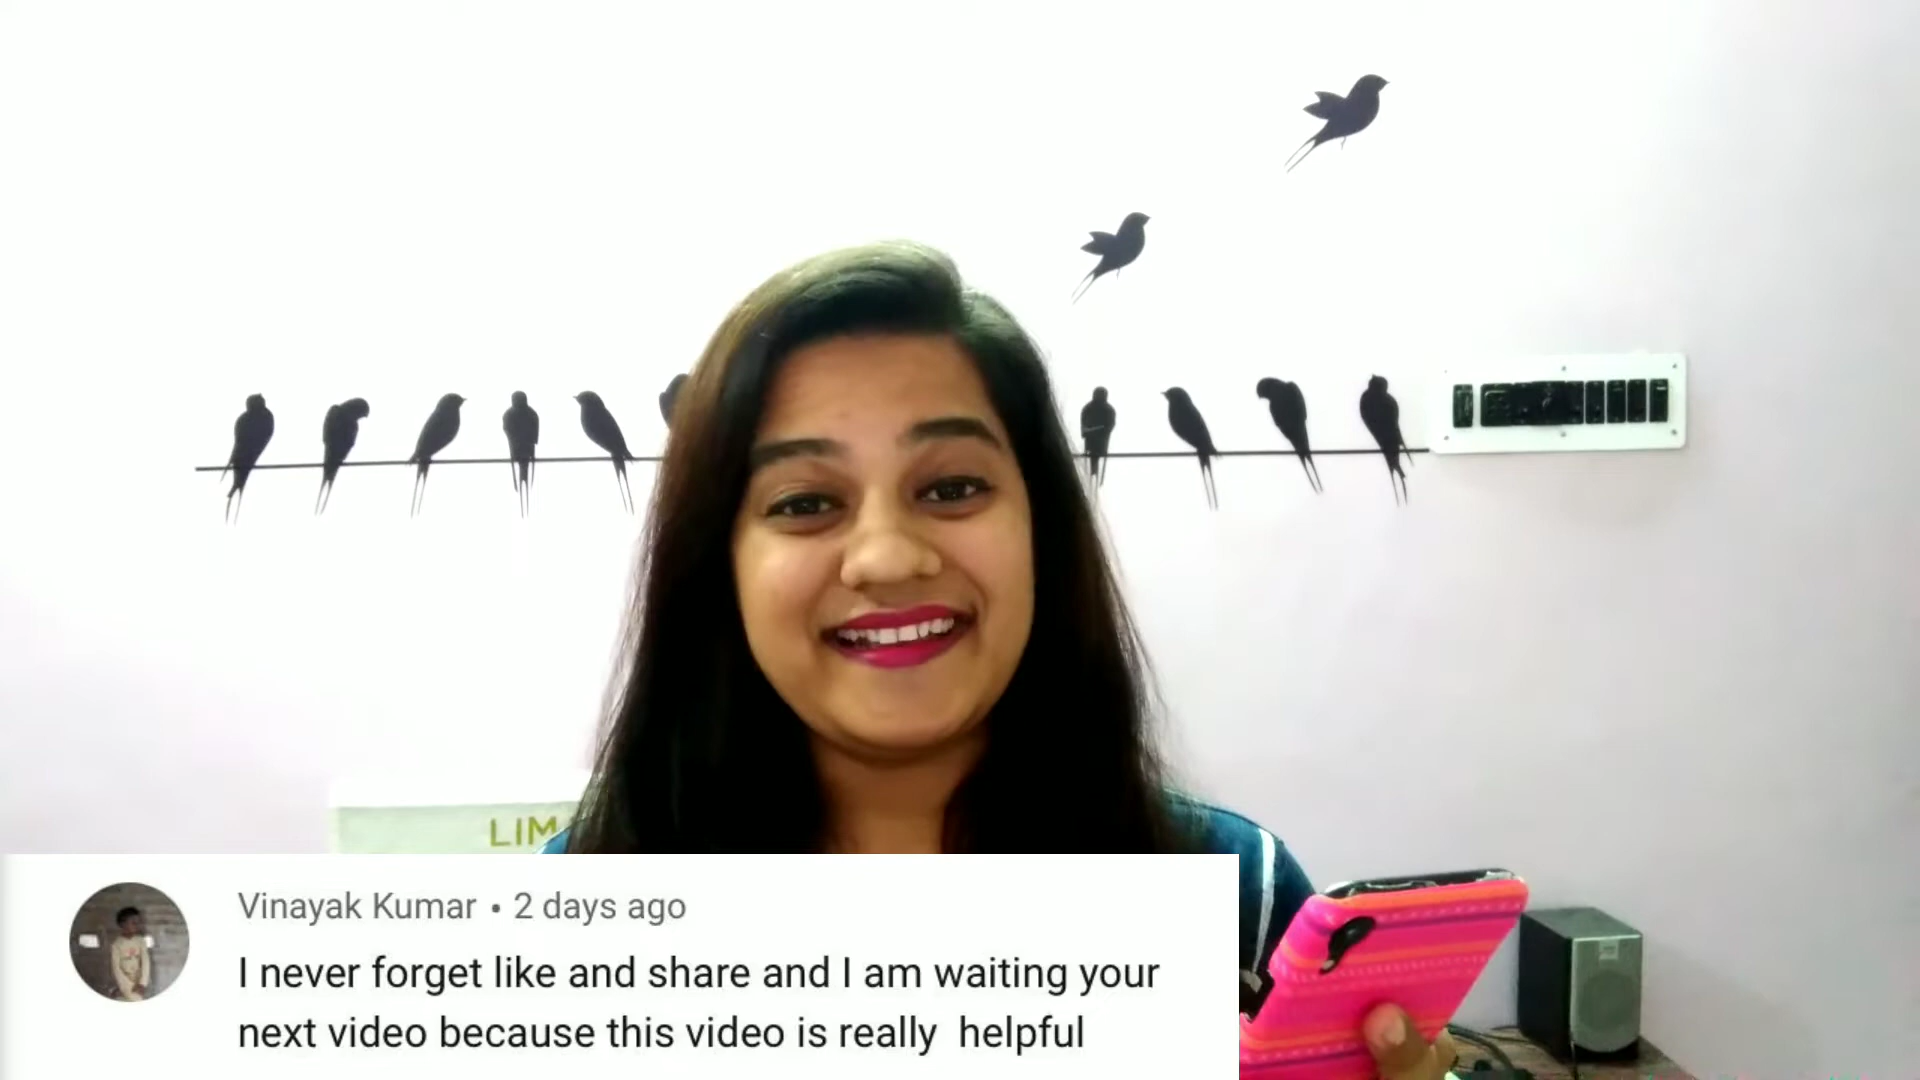 LIM
Vinayak Kumar • 2 days ago
I never forget like and share and I am waiting your
next video because this video is really  helpful